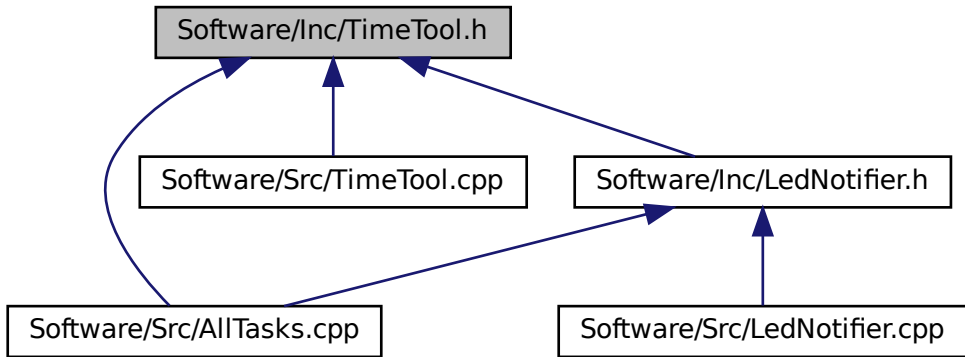 Software/Inc/TimeTool.h
Software/Src/TimeTool.cpp
Software/Inc/LedNotifier.h
Software/Src/AllTasks.cpp
Software/Src/LedNotifier.cpp